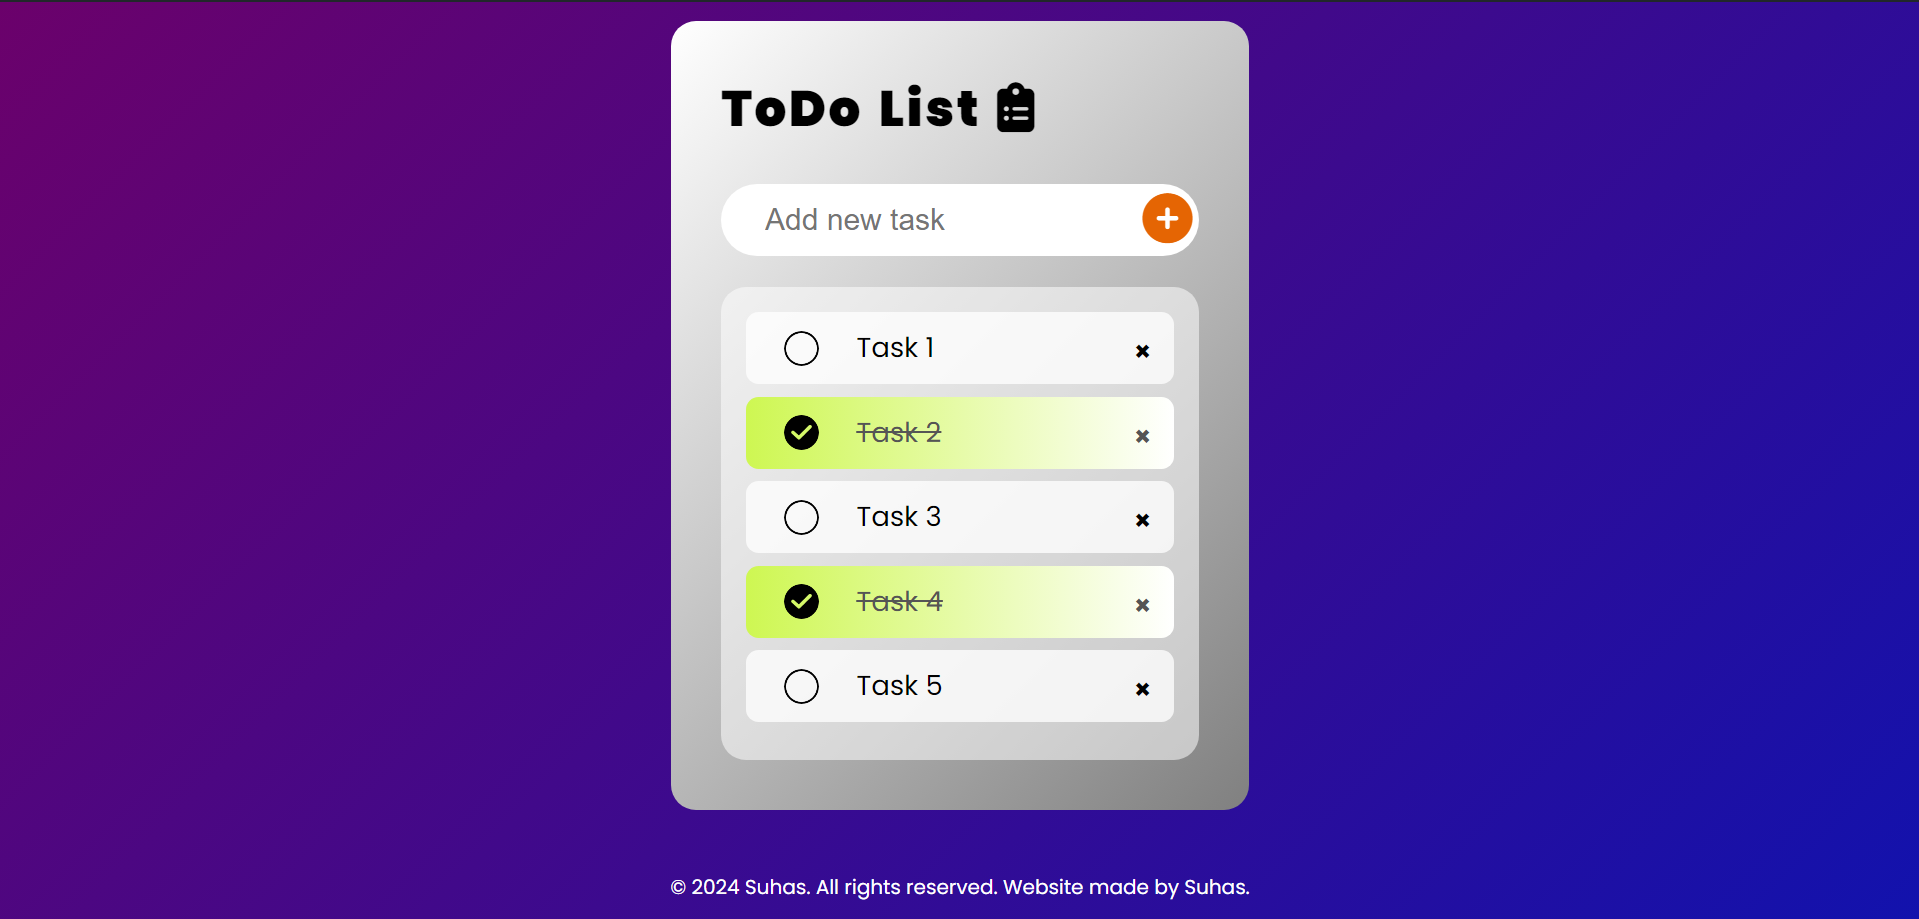 ToDo List
Add new task
Task 1
Task 2
Task 3
Task 4
Task 5
© 2024 Suhas. All rights reserved. Website made by Suhas.